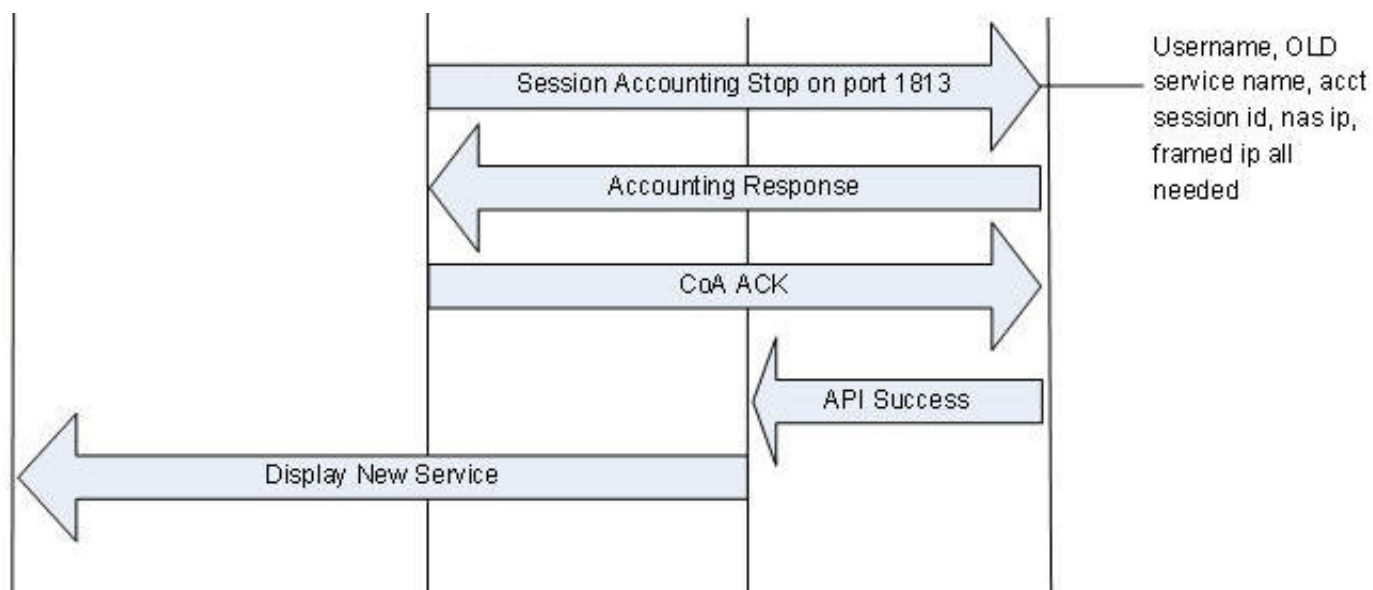 Session Accounting Stop on port 1813
Username, OLD
service name, acct
session id, nas ip,
framed ip all
needed
Accounting Response
CoA ACK
API Success
Display New Service